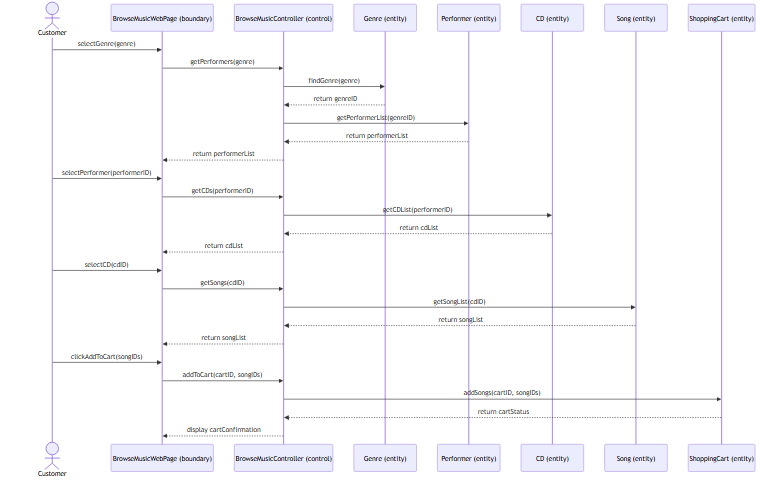 BrowseMusicWebPage (boundary)
BrowseMusicController (control)
Genre (entity)
Performer (entity)
CD (entity)
Song (entity)
ShoppingCart (entity)
Customer
selectGenre(genre)
getPerformers(genre)
findGenre(genre)
return genreID
getPerformerList(genreID)
return performerList
return performerList
selectPerformer(performerID)
getCDs(performerID)
getCDList(performerID)
return cdList
return cdList
selectCD(cdID)
getSongs(cdID)
getSongList(cdID)
return songList
return songList
clickAddToCart(songIDs)
addToCart(cartID, songIDs)
addSongs(cartID, songIDs)
return cartStatus
display cartConfirmation
BrowseMusicWebPage (boundary)
BrowseMusicController (control)
Genre (entity)
Performer (entity)
CD (entity)
Song (entity)
ShoppingCart (entity)
Customer